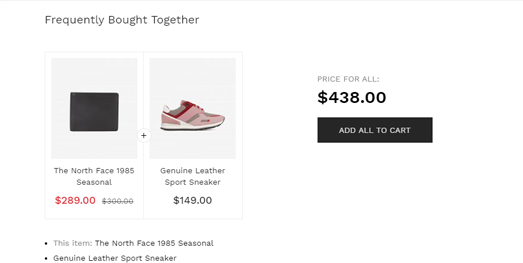 Frequently Bought Together
PRICE FOR ALL:
$438.00
ADD ALL TO CART
+
The North Face 1985
Seasonal
$289.00 $300.00
Genuine Leather
Sport Sneaker
$149.00
This item: The North Face 1985 Seasonal
Genuine Leather Sport Sneaker